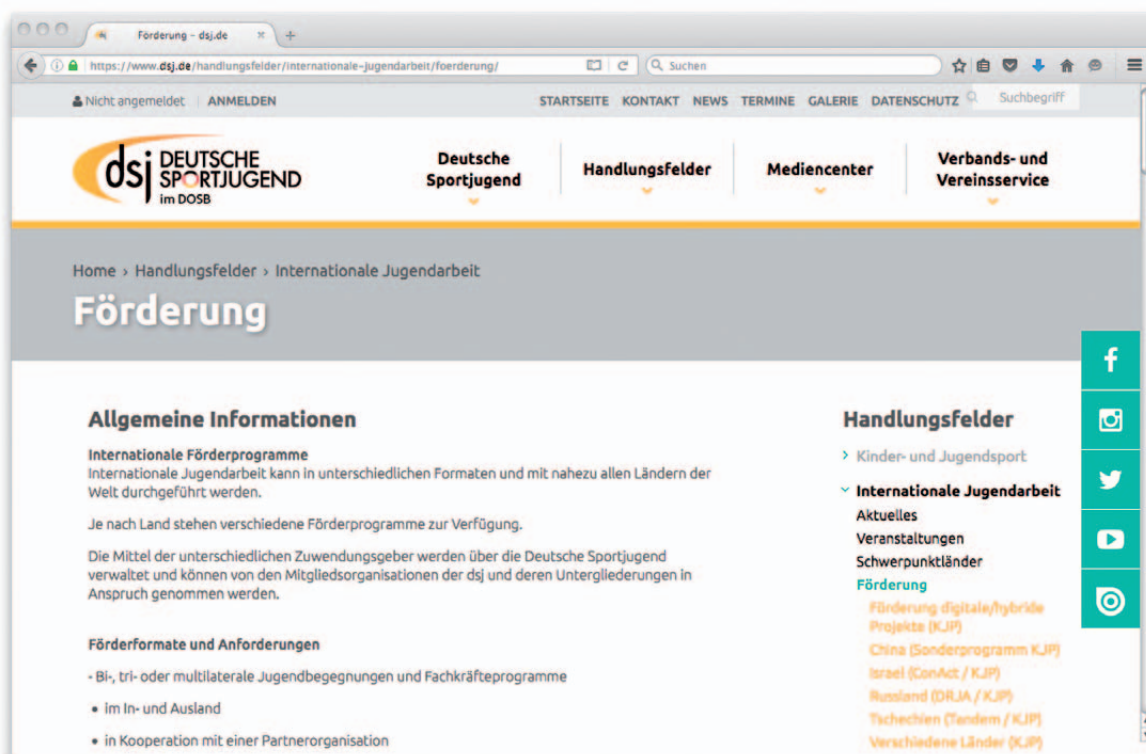 Förderung - dsj.de
https://www.dsj.de/handlungsfelder/internationale-jugendarbeit/foerderung/
Suchen
Nicht angemeldet
ANMELDEN
STARTSEITE KONTAKT NEWS TERMINE GALERIE DATENSCHUTZ
Suchbegriff
dsj DEUTSCHE
SPORTJUGEND
im DOSB
Deutsche
Sportjugend
Handlungsfelder
Mediencenter
Verbands- und
Vereinsservice
Home › Handlungsfelder › Internationale Jugendarbeit
Förderung
Allgemeine Informationen
Internationale Förderprogramme
Internationale Jugendarbeit kann in unterschiedlichen Formaten und mit nahezu allen Ländern der
Welt durchgeführt werden.
Je nach Land stehen verschiedene Förderprogramme zur Verfügung.
Die Mittel der unterschiedlichen Zuwendungsgeber werden über die Deutsche Sportjugend
verwaltet und können von den Mitgliedsorganisationen der dsj und deren Untergliederungen in
Anspruch genommen werden.
Förderformate und Anforderungen
- Bi-, tri- oder multilaterale Jugendbegegnungen und Fachkräfteprogramme
• im In- und Ausland
• in Kooperation mit einer Partnerorganisation
Handlungsfelder
› Kinder- und Jugendsport
Internationale Jugendarbeit
Aktuelles
Veranstaltungen
Schwerpunktländer
Förderung
Förderung digitale/hybride
Projekte (KJP)
China (Sonderprogramm KJP)
Israel (ConAct / KJP)
Russland (DRJA / KJP)
Tschechien (Tandem / KJP)
Verschiedene Länder (KJP)